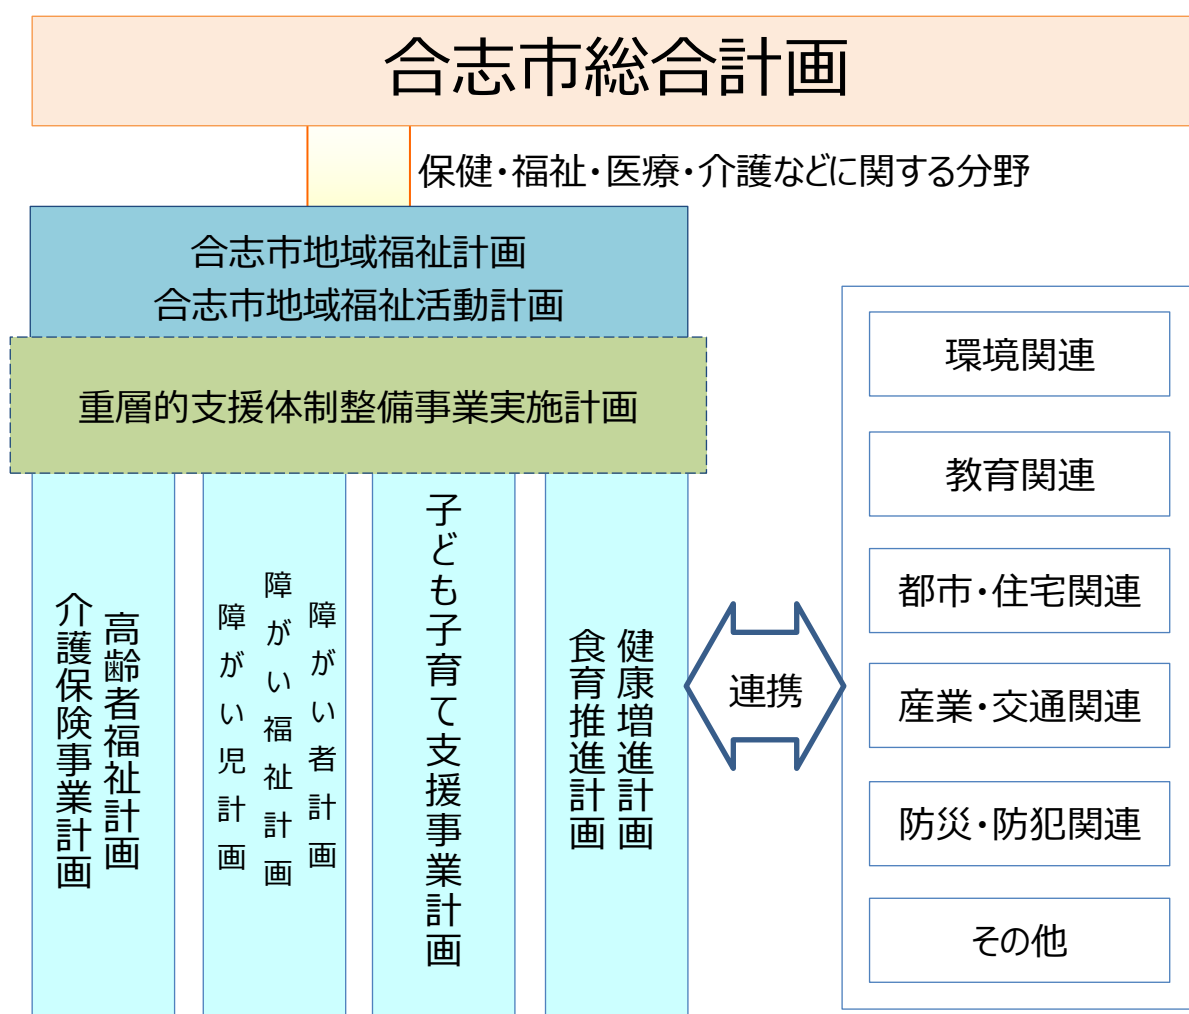 合志市総合計画
保健・福祉・医療・介護などに関する分野
合志市地域福祉計画
合志市地域福祉活動計画
重層的支援体制整備事業実施計画
高齢者福祉計画
介護保険事業計画
障がい者計画
障がい福祉計画
障がい児計画
子ども子育て支援事業計画
健康増進計画
食育推進計画
連携
環境関連
教育関連
都市・住宅関連
産業・交通関連
防災・防犯関連
その他